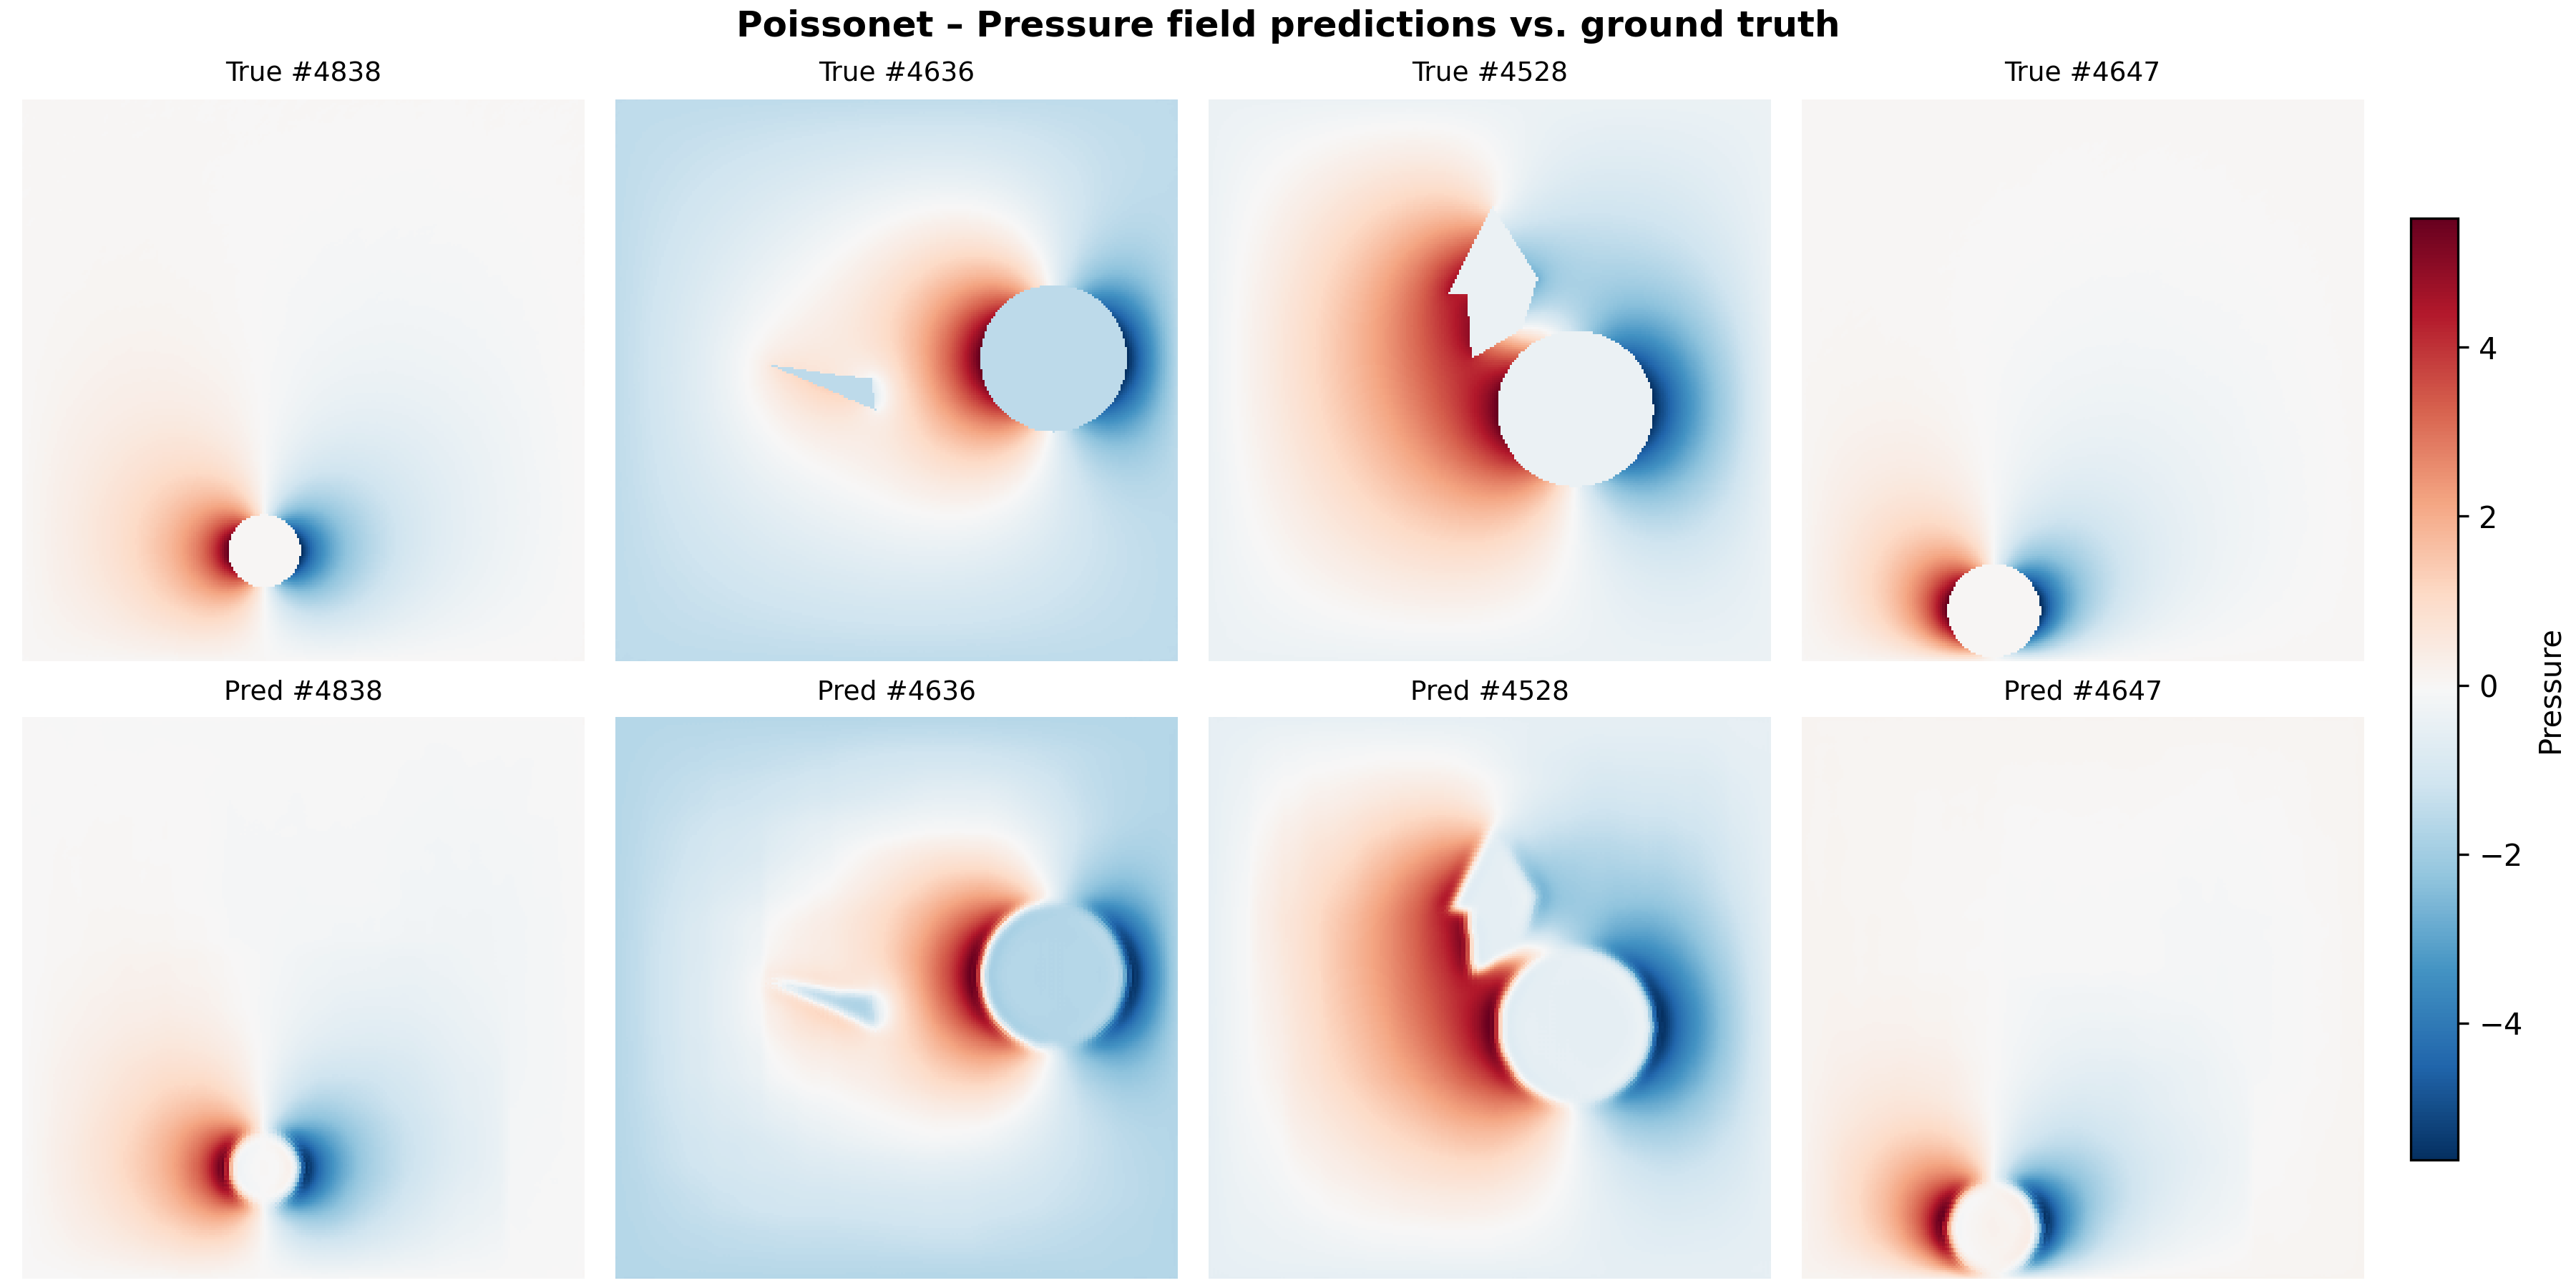 Poissonet – Pressure field predictions vs. ground truth
True #4838
True #4636
True #4528
True #4647
Pred #4838
Pred #4636
Pred #4528
Pred #4647
4
2
0
−2
−4
Pressure